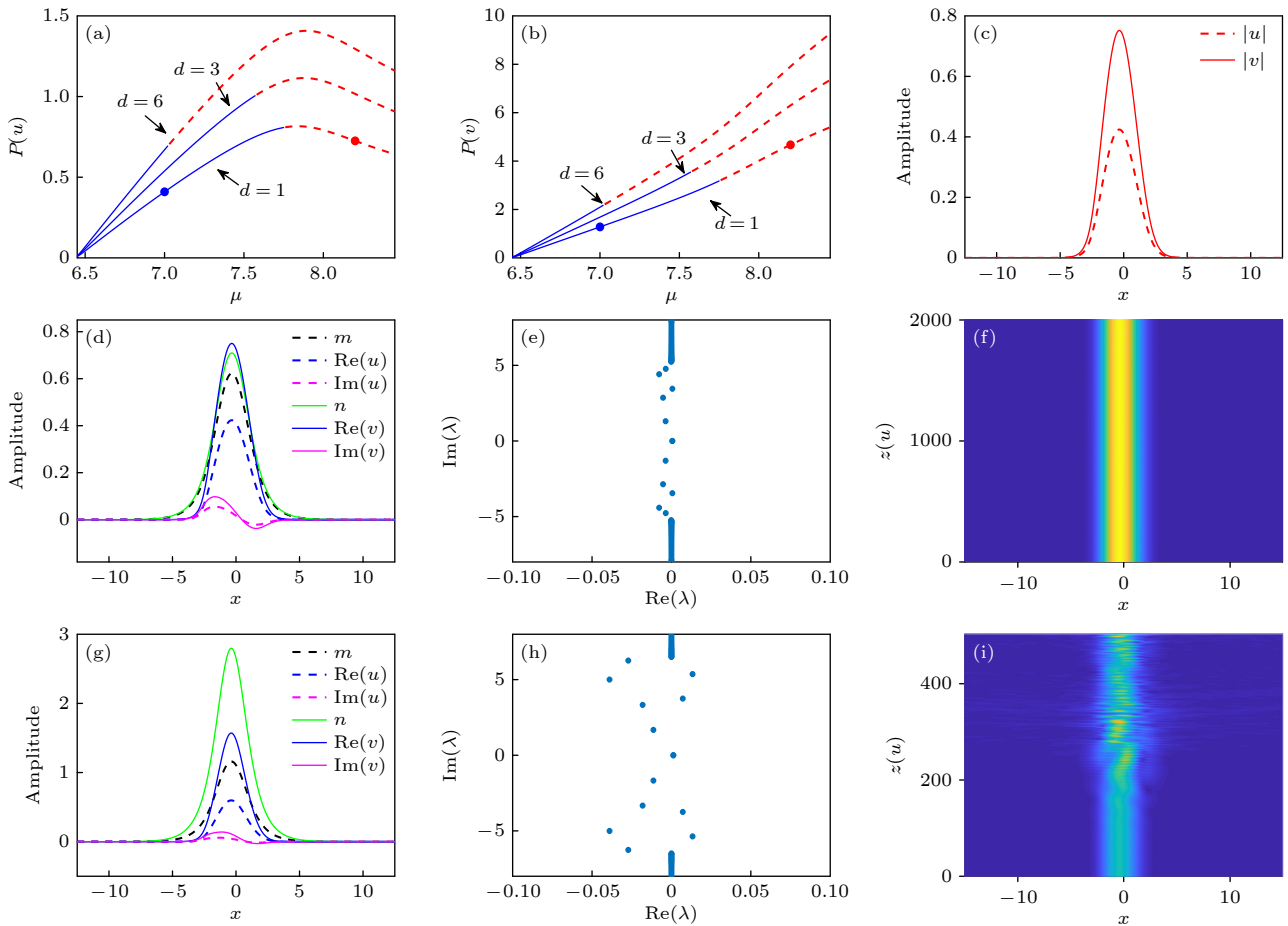 (a)
1.5
1.0
0.5
0
P(u)
d = 6
d = 3
d = 1
6.5 7.0 7.5 8.0
μ
(b)
10
8
6
4
2
0
P(v)
d = 6
d = 3
d = 1
6.5 7.0 7.5 8.0
μ
(c)
|u|
|v|
0.8
0.6
0.4
0.2
0
Amplitude
−10 −5 0 5 10
x
(d)
m
Re(u)
Im(u)
n
Re(v)
Im(v)
0.8
0.6
0.4
0.2
0
Amplitude
−10 −5 0 5 10
x
(e)
5
0
−5
Im(λ)
−0.10 −0.05 0 0.05 0.10
Re(λ)
(f)
2000
1000
0
z(u)
−10 0 10
x
(g)
m
Re(u)
Im(u)
n
Re(v)
Im(v)
3
2
1
0
Amplitude
−10 −5 0 5 10
x
(h)
5
0
−5
Im(λ)
−0.10 −0.05 0 0.05 0.10
Re(λ)
(i)
400
200
0
z(u)
−10 0 10
x